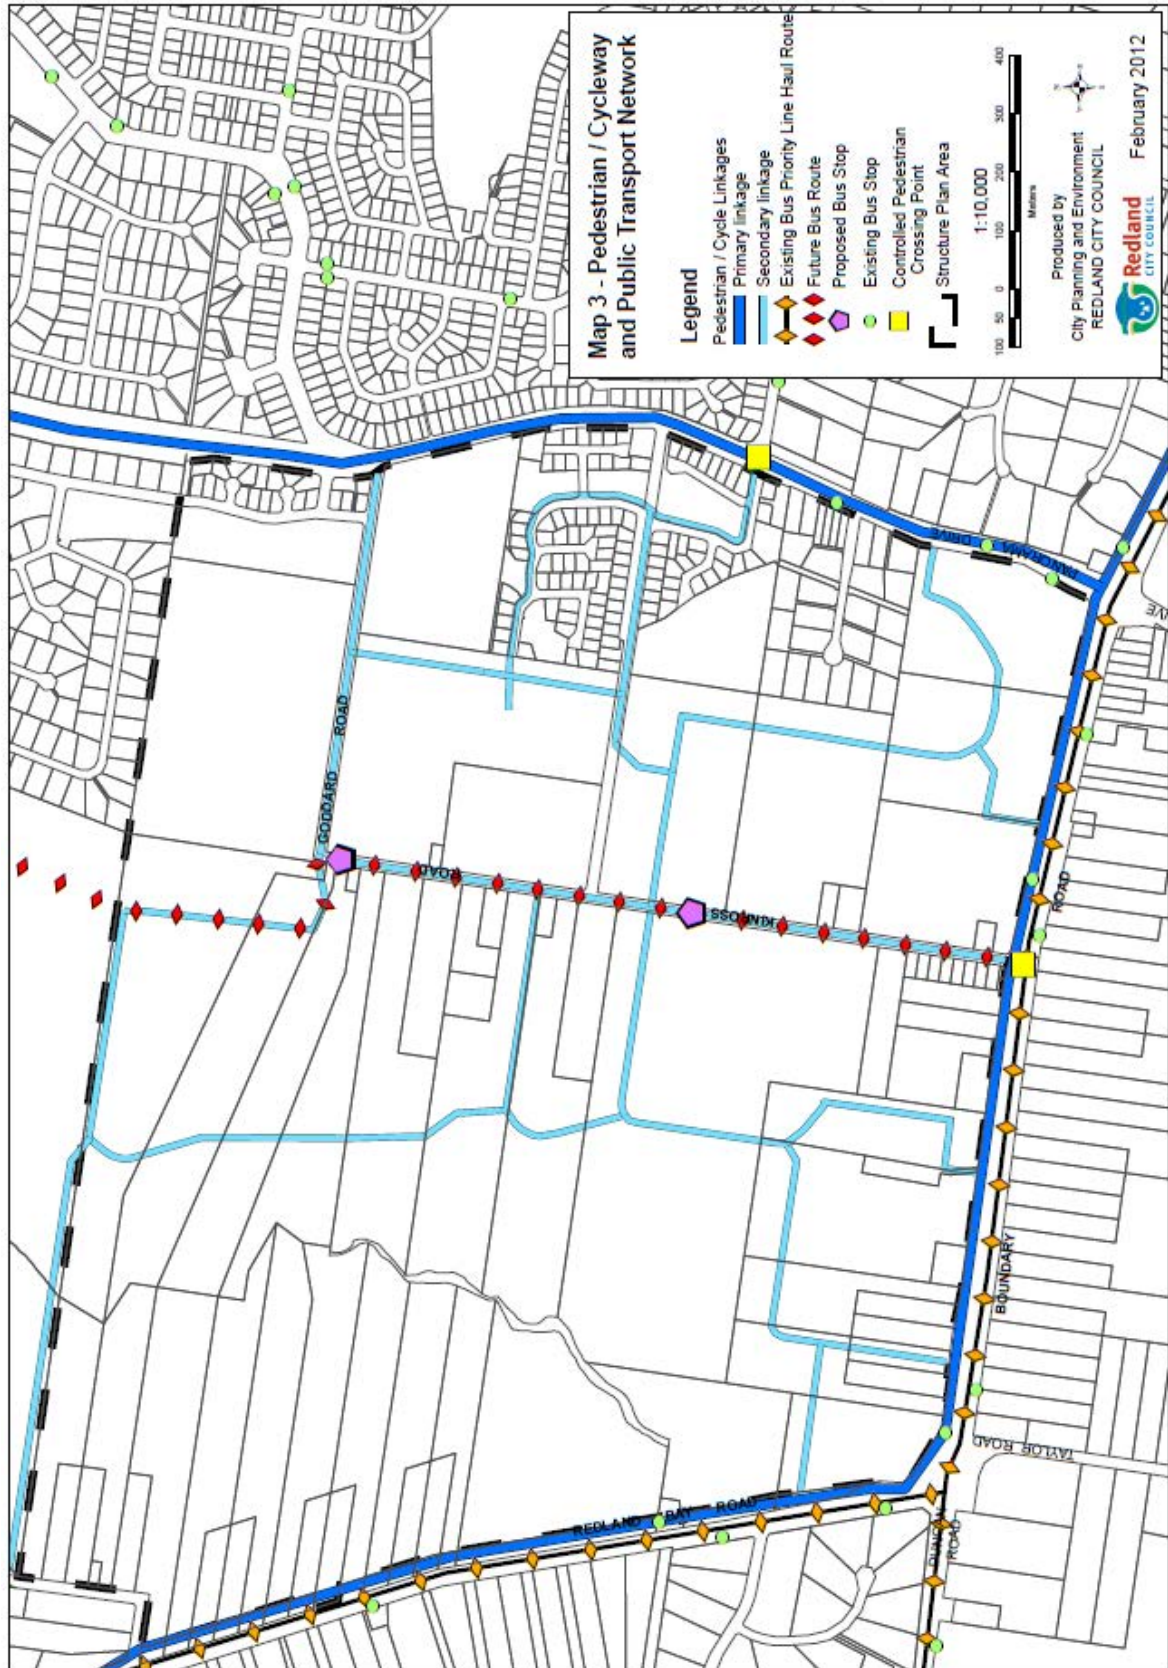 Map 3 - Pedestrian / Cycleway
and Public Transport Network
Legend
Pedestrian / Cycle Linkages
Primary linkage
Secondary linkage
Existing Bus Priority Line Haul Route
Future Bus Route
Proposed Bus Stop
Existing Bus Stop
Controlled Pedestrian
Crossing Point
Structure Plan Area
1:10,000
100 50 0 100 200 300 400
Meters
Produced by
City Planning and Environment
REDLAND CITY COUNCIL
Redland
CITY COUNCIL
February 2012
GODDARD ROAD
KINROSS ROAD
PANORAMA DRIVE
BOUNDARY ROAD
REDLAND BAY ROAD
TAYLOR ROAD
DUNCAN ROAD